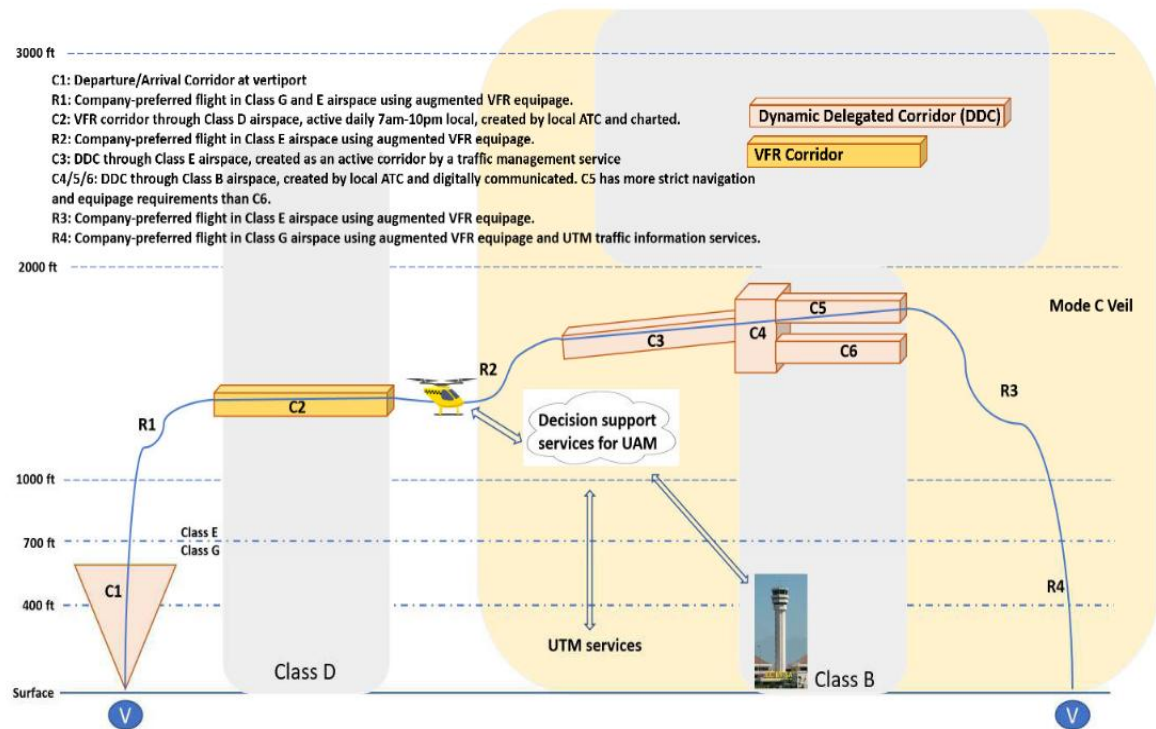 3000 ft
C1: Departure/Arrival Corridor at vertiport
R1: Company-preferred flight in Class G and E airspace using augmented VFR equipage.
C2: VFR corridor through Class D airspace, active daily 7am-10pm local, created by local ATC and charted.
R2: Company-preferred flight in Class E airspace using augmented VFR equipage.
C3: DDC through Class E airspace, created as an active corridor by a traffic management service
C4/5/6: DDC through Class B airspace, created by local ATC and digitally communicated. C5 has more strict navigation
and equipage requirements than C6.
R3: Company-preferred flight in Class E airspace using augmented VFR equipage.
R4: Company-preferred flight in Class G airspace using augmented VFR equipage and UTM traffic information services.
Dynamic Delegated Corridor (DDC)
VFR Corridor
2000 ft
Mode C Veil
C5
C4
C3
C6
R2
R3
C2
R1
Decision support
services for UAM
1000 ft
Class E
700 ft
Class G
C1
R4
400 ft
UTM services
Class D
Class B
Surface
V
V